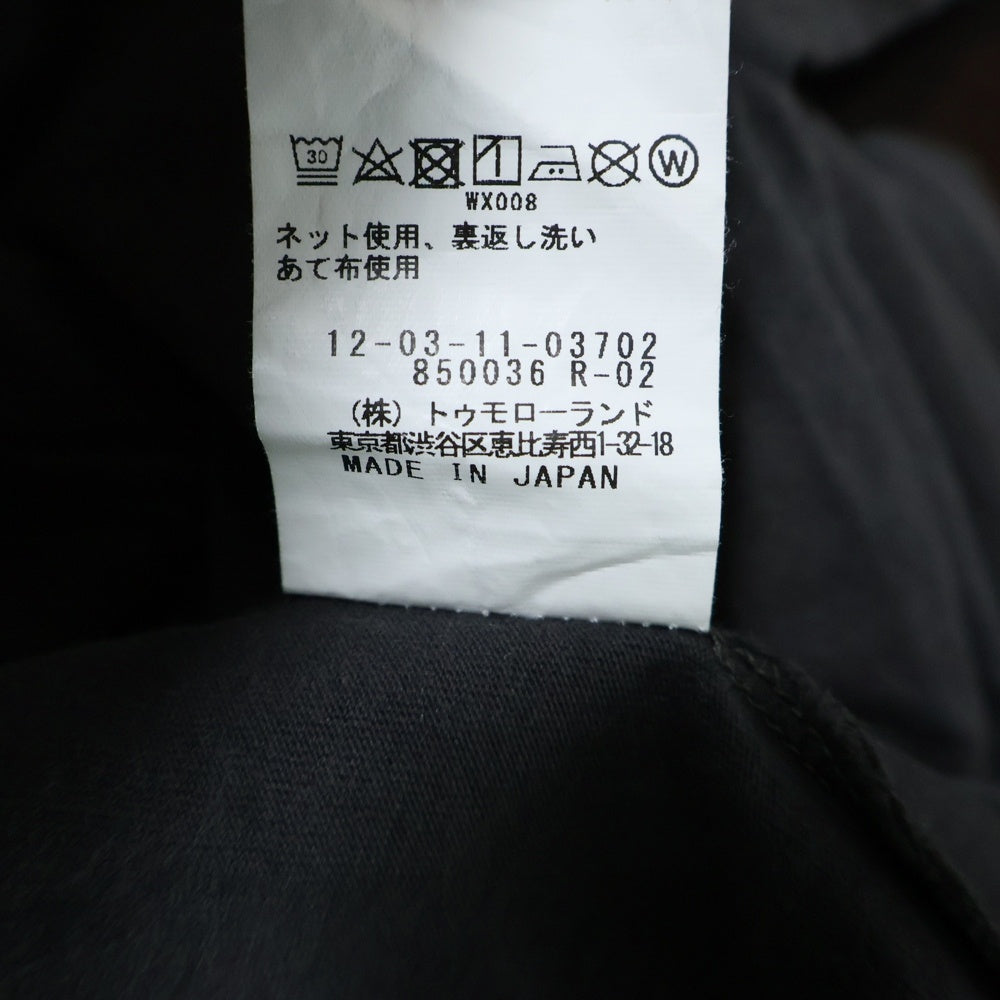 30 W
WX008
ネット使用、裏返し洗い
あて布使用
12-03-11-03702
850036 R-02
(株) トゥモローランド
東京都渋谷区恵比寿西1-32-18
MADE IN JAPAN